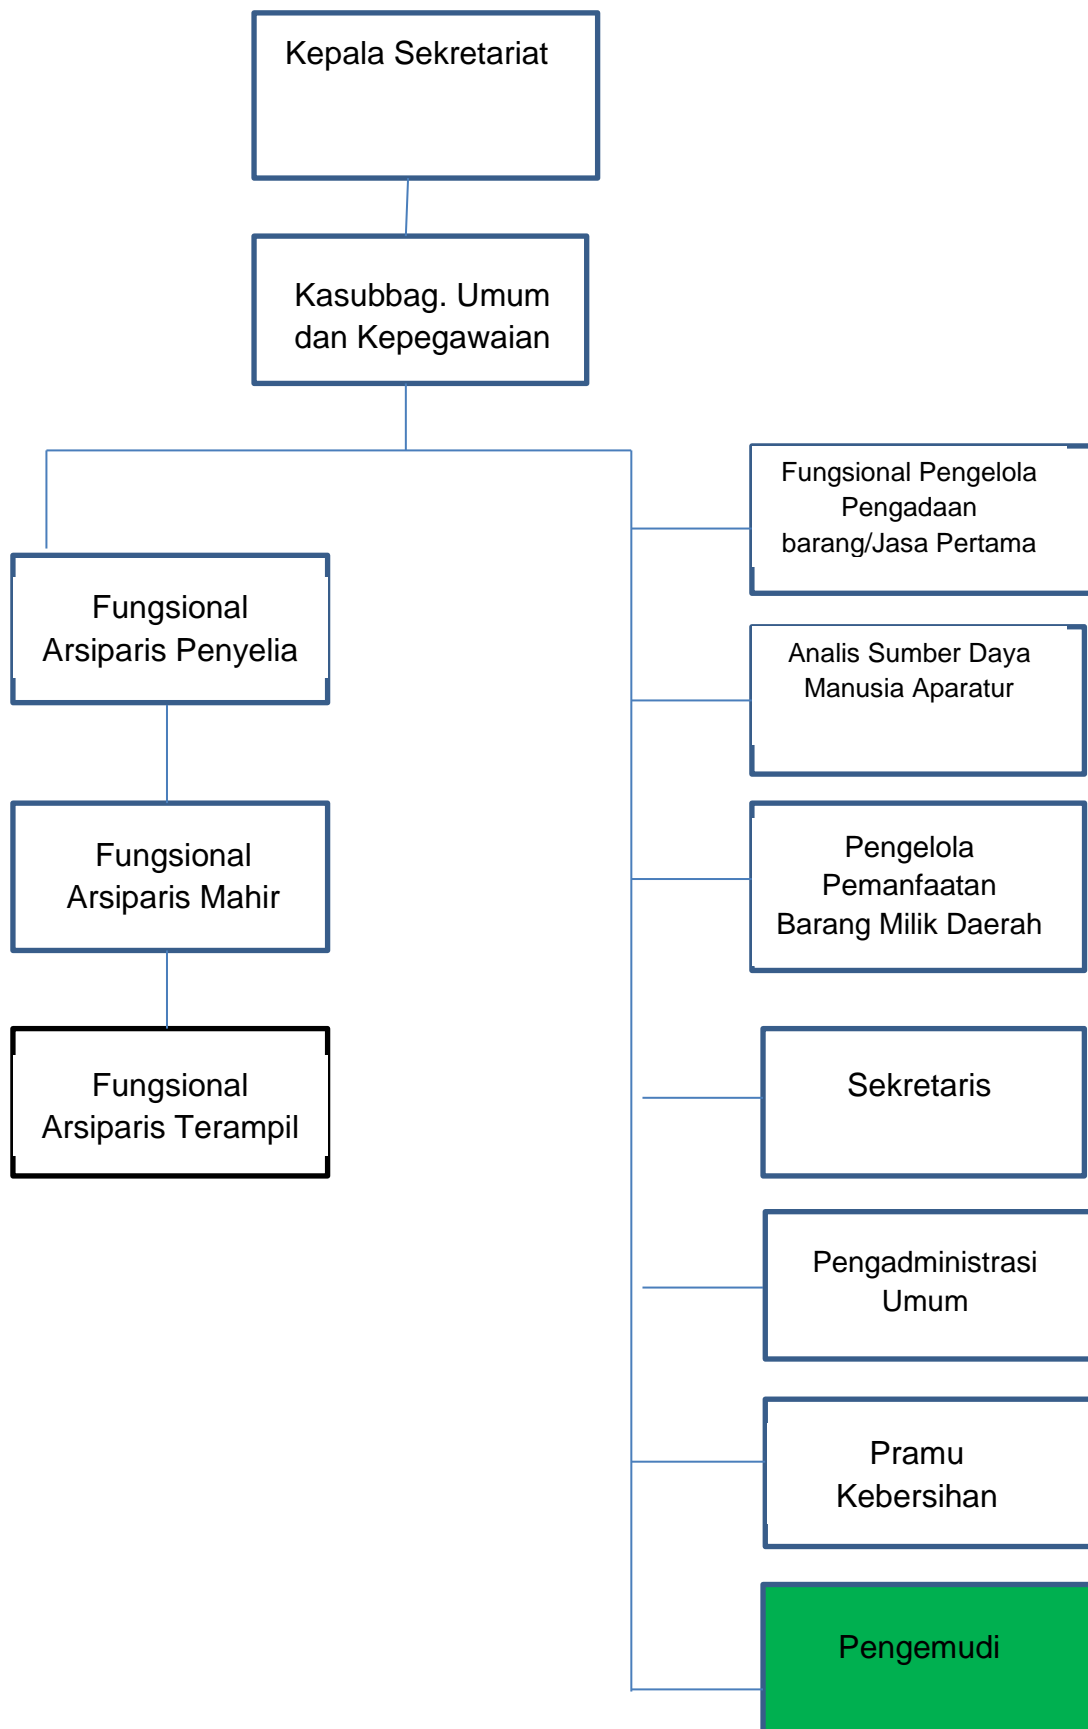 Kepala Sekretariat
Kasubbag. Umum
dan Kepegawaian
Fungsional
Arsiparis Penyelia
Fungsional
Arsiparis Mahir
Fungsional
Arsiparis Terampil
Fungsional Pengelola
Pengadaan
barang/Jasa Pertama
Analis Sumber Daya
Manusia Aparatur
Pengelola
Pemanfaatan
Barang Milik Daerah
Sekretaris
Pengadministrasi
Umum
Pramu
Kebersihan
Pengemudi